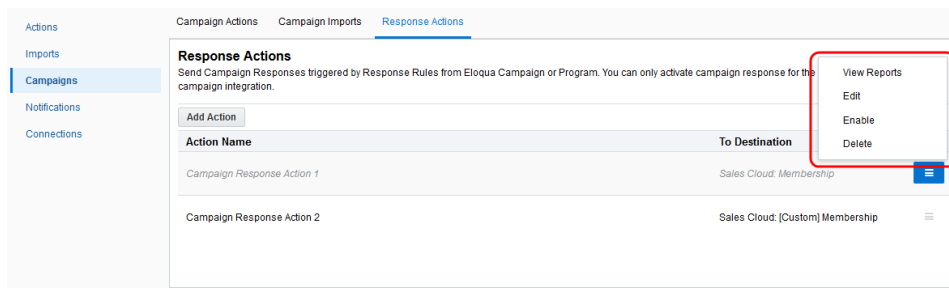 Actions
Imports
Campaigns
Notifications
Connections
Campaign Actions Campaign Imports Response Actions
Response Actions
Send Campaign Responses triggered by Response Rules from Eloqua Campaign or Program. You can only activate campaign response for the
campaign integration.
Add Action
Action Name To Destination
Campaign Response Action 1 Sales Cloud: Membership
Campaign Response Action 2 Sales Cloud: [Custom] Membership
View Reports
Edit
Enable
Delete